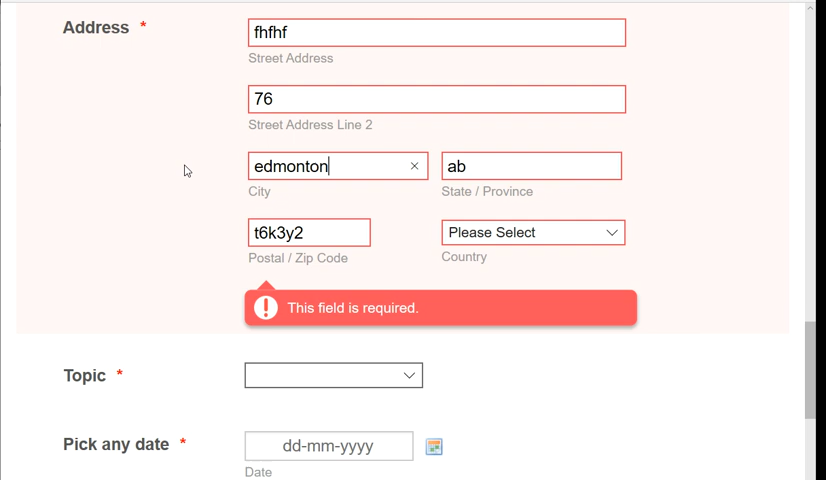 Address *
fhfhf
Street Address
76
Street Address Line 2
edmonton ab
City State / Province
t6k3y2 Please Select
Postal / Zip Code Country
This field is required.
Topic *
Pick any date * dd-mm-yyyy
Date